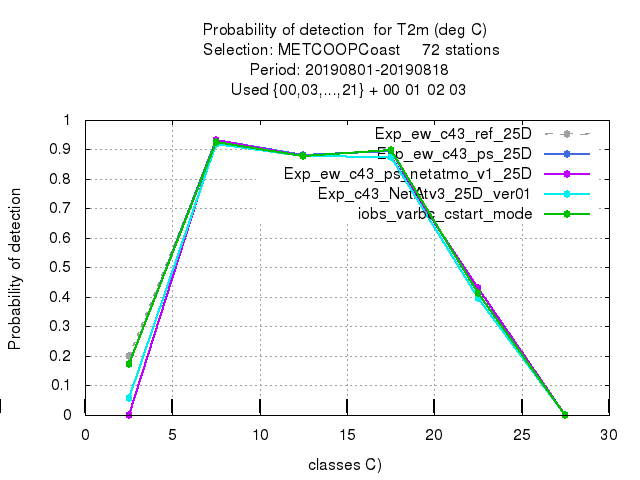 Probability of detection  for T2m (deg C)
Selection: METCOOPCoast     72 stations
Period: 20190801-20190818
Used {00,03,...,21} + 00 01 02 03
Exp_ew_c43_ref_25D
Exp_ew_c43_ps_25D
Exp_ew_c43_ps_netatmo_v1_25D
Exp_c43_NetAtv3_25D_ver01
iobs_varbc_cstart_mode
Probability of detection
1
0.9
0.8
0.7
0.6
0.5
0.4
0.3
0.2
0.1
0
0 5 10 15 20 25 30
classes C)